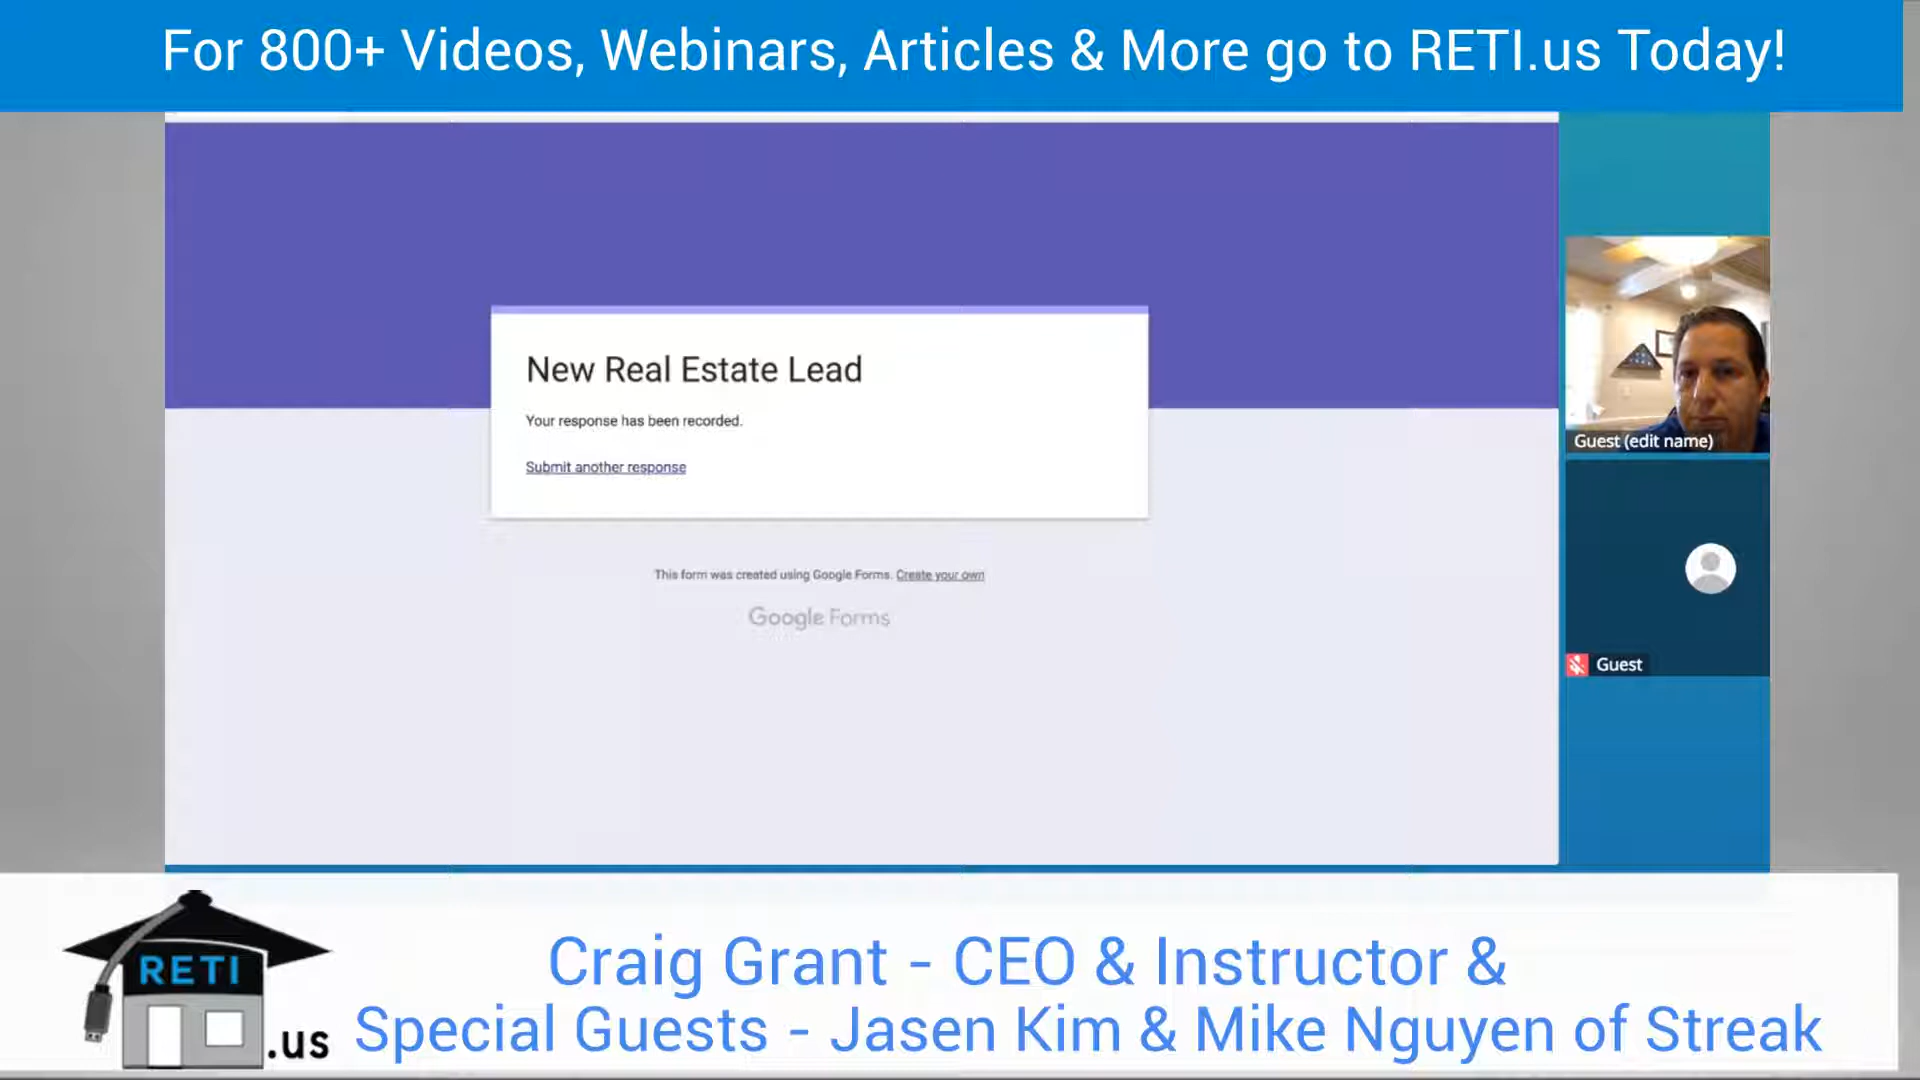 For 800+ Videos, Webinars, Articles & More go to RETI.us Today!
New Real Estate Lead
Your response has been recorded.
Submit another response
This form was created using Google Forms. Create your own
Google Forms
Guest (edit name)
Guest
RETI
.us
Craig Grant - CEO & Instructor &
Special Guests - Jasen Kim & Mike Nguyen of Streak